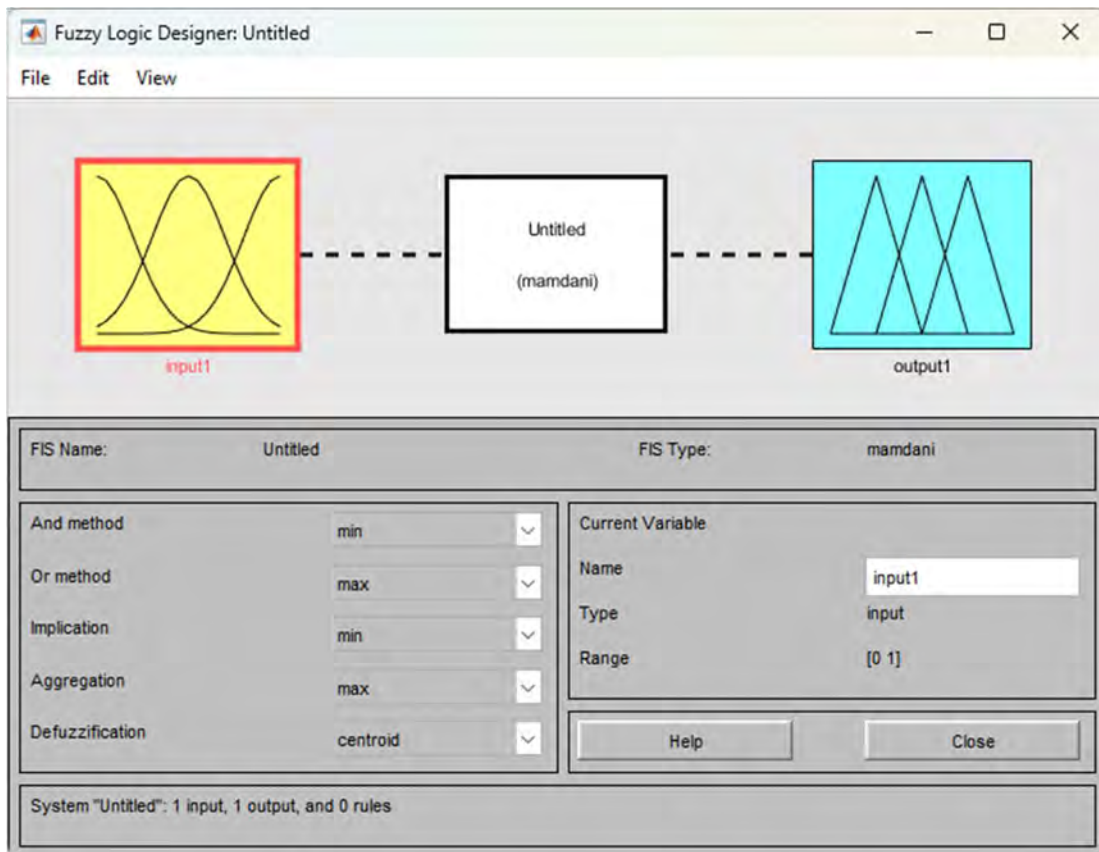 Fuzzy Logic Designer: Untitled
File Edit View
Untitled
(mamdani)
input1
output1
FIS Name: Untitled FIS Type: mamdani
And method min
Or method max
Implication min
Aggregation max
Defuzzification centroid
Current Variable
Name input1
Type input
Range [0 1]
Help Close
System "Untitled": 1 input, 1 output, and 0 rules